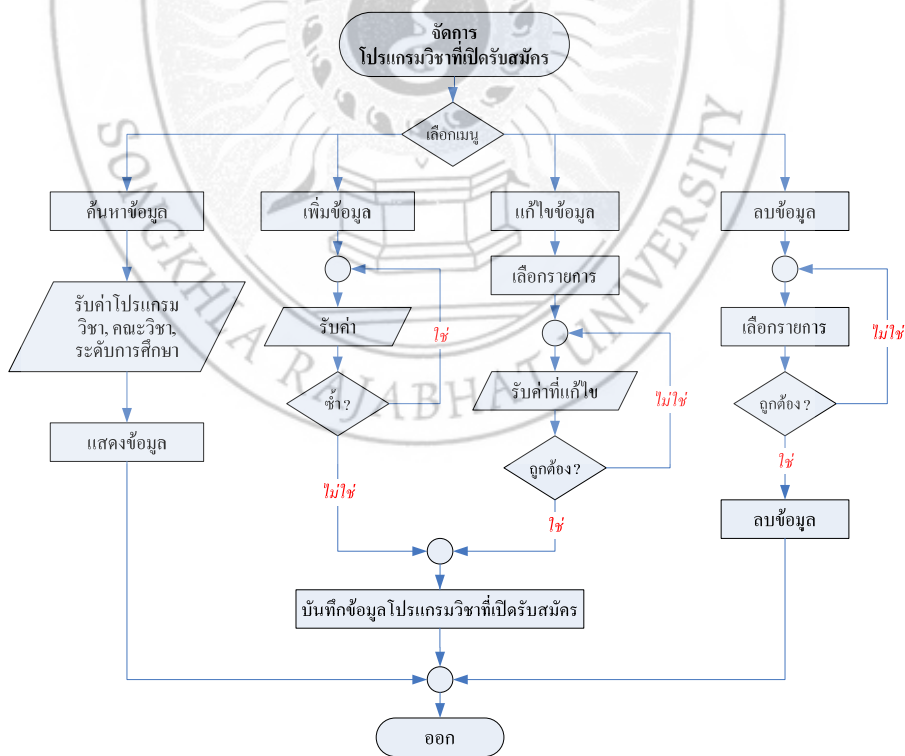 จัดการ
โปรแกรมวิชาที่เปิดรับสมัคร
เลือกเมนู
ค้นหาข้อมูล
เพิ่มข้อมูล
แก้ไขข้อมูล
ลบข้อมูล
รับค่าโปรแกรม
วิชา, คณะวิชา,
ระดับการศึกษา
แสดงข้อมูล
รับค่า
ใช่
ซ้ำ?
ไม่ใช่
เลือกรายการ
รับค่าที่แก้ไข
ไม่ใช่
ถูกต้อง?
ใช่
เลือกรายการ
ไม่ใช่
ถูกต้อง?
ใช่
ลบข้อมูล
บันทึกข้อมูลโปรแกรมวิชาที่เปิดรับสมัคร
ออก
SONGKHLA RAJABHAT UNIVERSITY